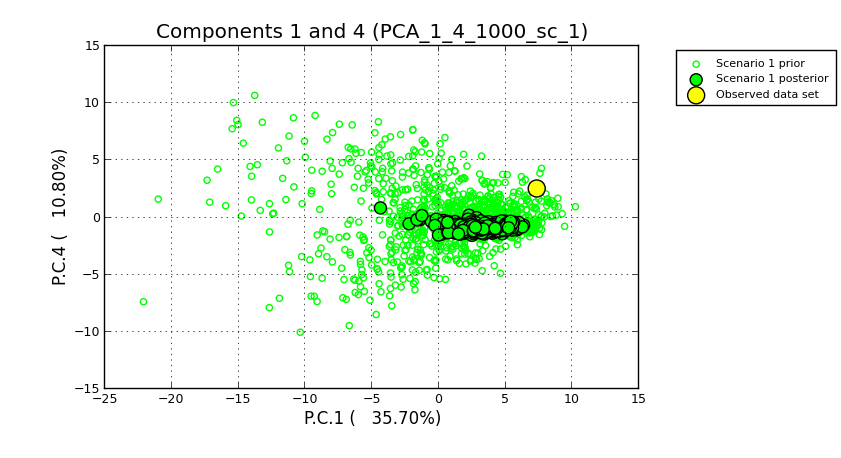 Components 1 and 4 (PCA_1_4_1000_sc_1)
15
10
5
0
−5
−10
−15
P.C.4 (   10.80%)
−25 −20 −15 −10 −5 0 5 10 15
P.C.1 (   35.70%)
Scenario 1 prior
Scenario 1 posterior
Observed data set